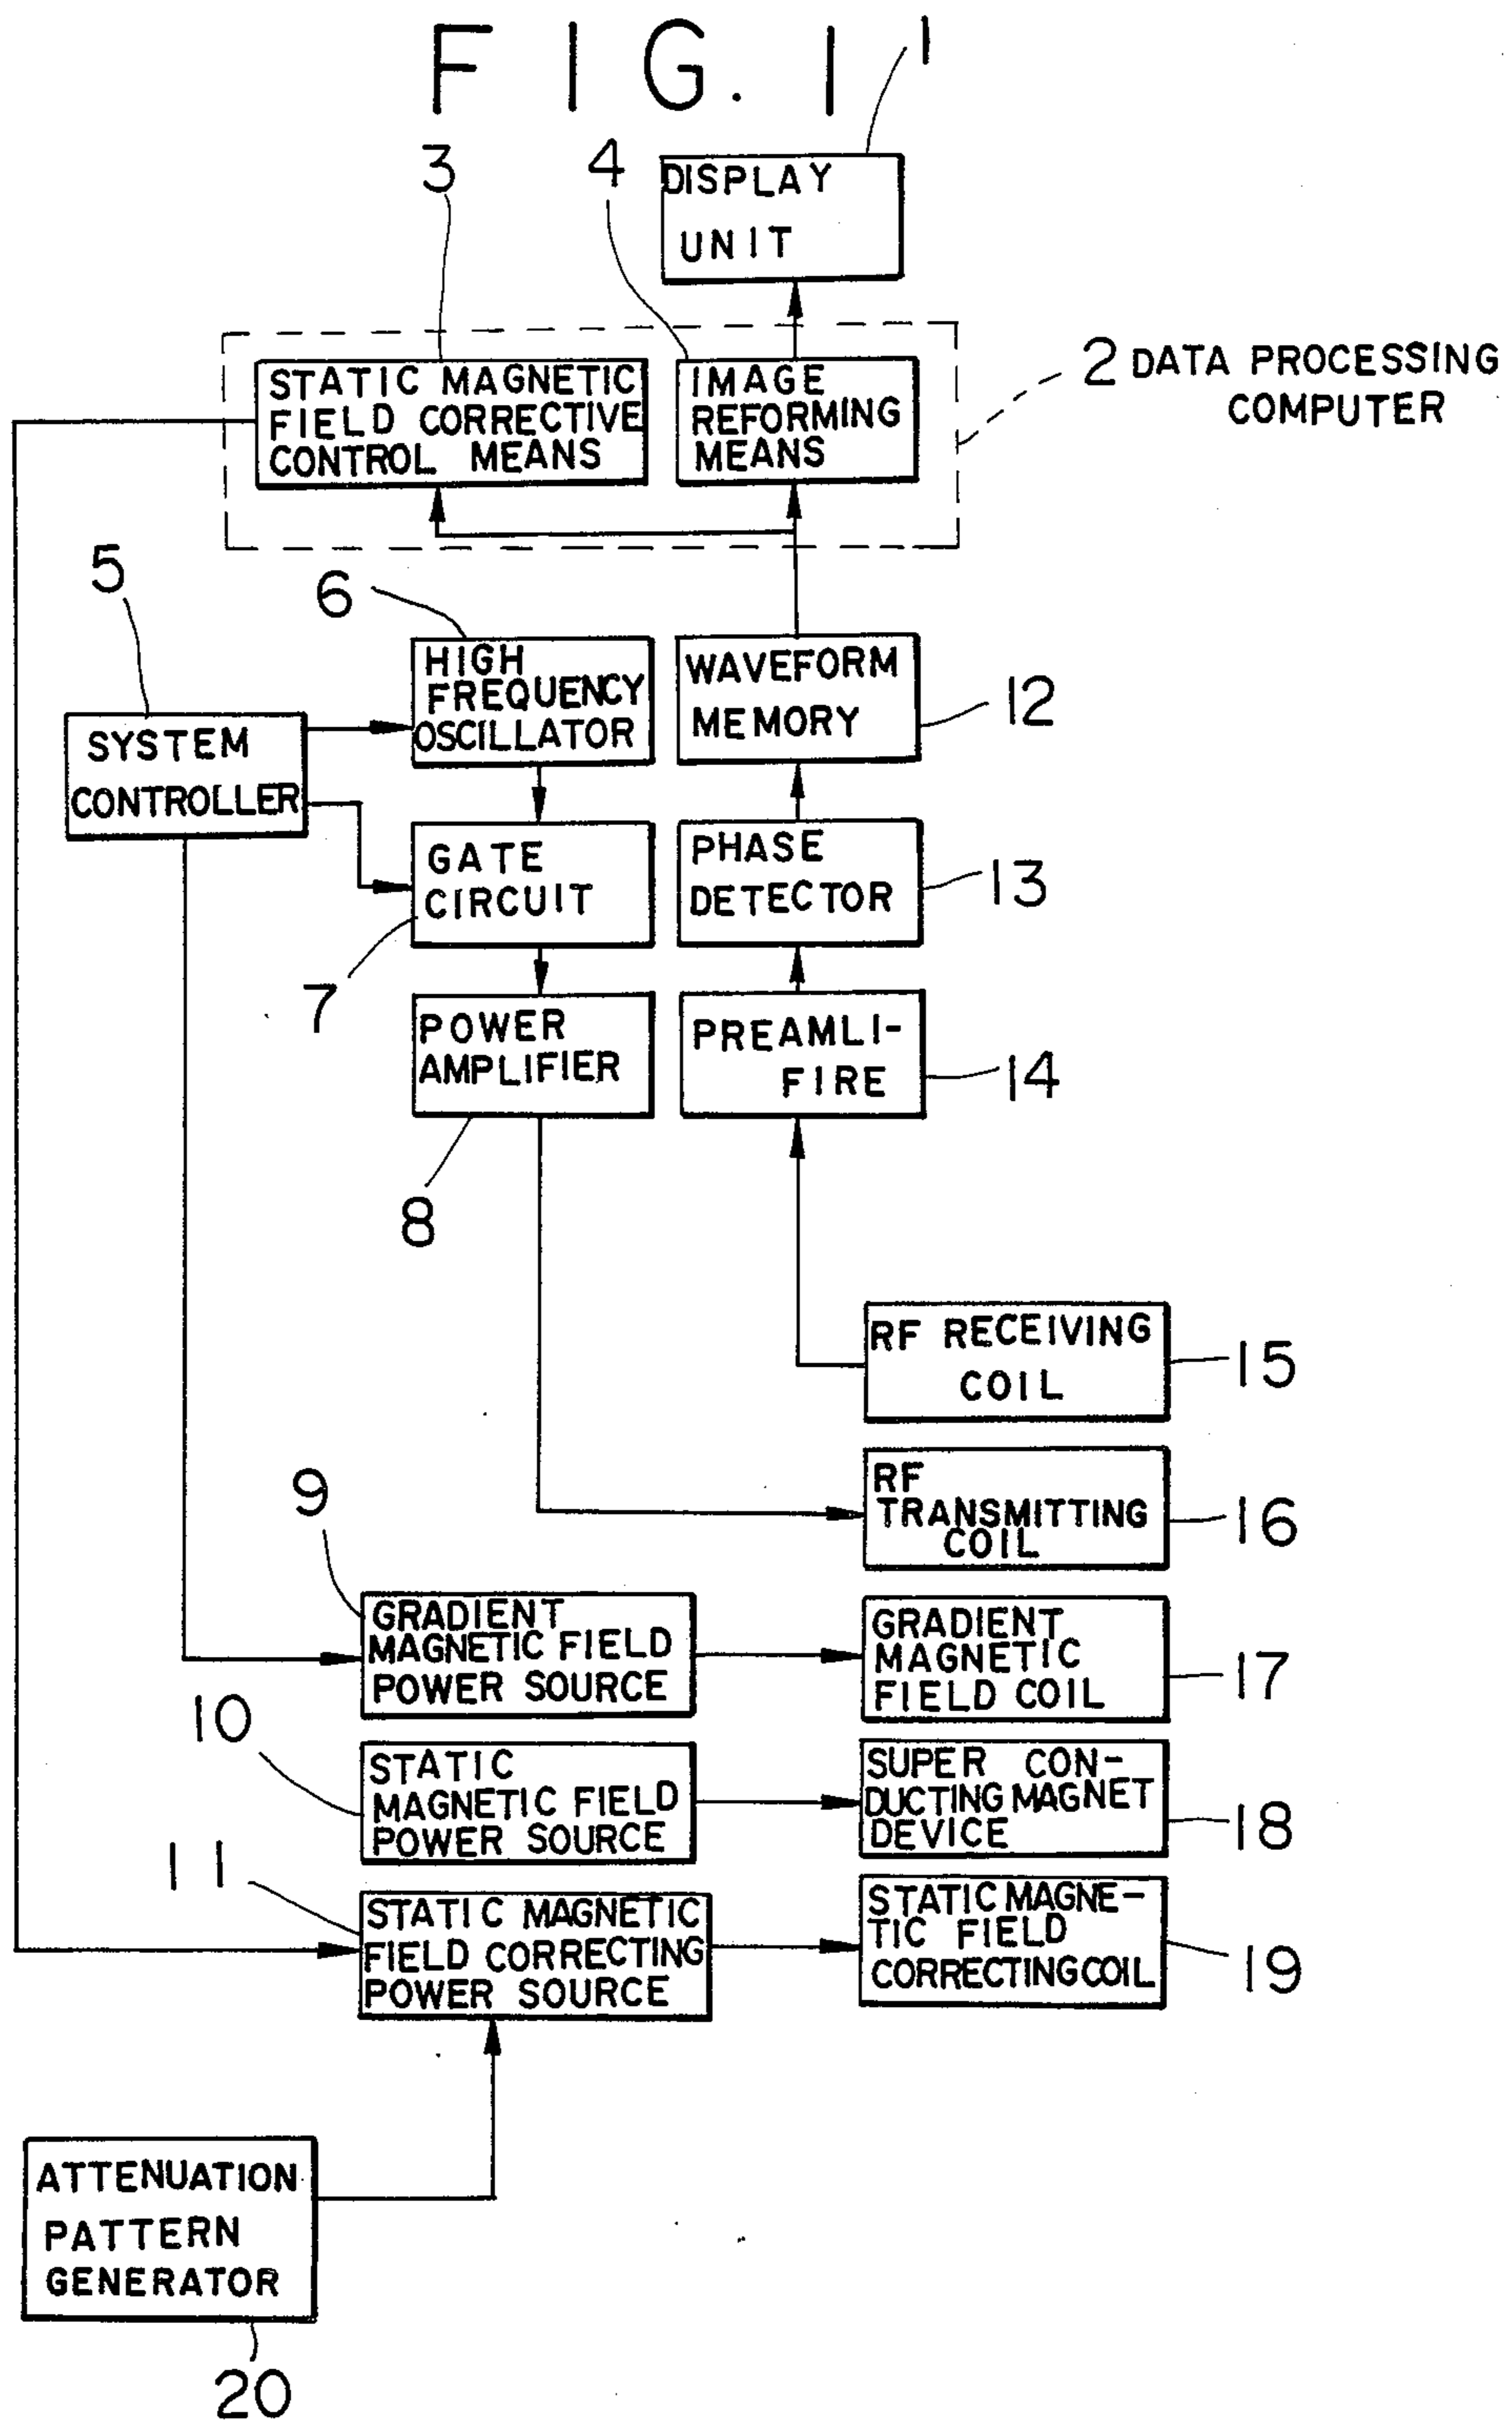 FIG. 1
1
DISPLAY
UNIT
3
4
STATIC MAGNETIC
FIELD CORRECTIVE
CONTROL MEANS
IMAGE
REFORMING
MEANS
2 DATA PROCESSING
COMPUTER
5
6
SYSTEM
CONTROLLER
HIGH
FREQUENCY
OSCILLATOR
WAVEFORM
MEMORY
12
GATE
CIRCUIT
7
PHASE
DETECTOR
13
POWER
AMPLIFIER
8
PREAMLI-
FIRE
14
RF RECEIVING
COIL
15
RF
TRANSMITTING
COIL
16
9
GRADIENT
MAGNETIC FIELD
POWER SOURCE
GRADIENT
MAGNETIC
FIELD COIL
17
10
STATIC
MAGNETIC FIELD
POWER SOURCE
SUPER CON-
DUCTING MAGNET
DEVICE
18
11
STATIC MAGNETIC
FIELD CORRECTING
POWER SOURCE
STATIC MAGNE-
TIC FIELD
CORRECTING COIL
19
ATTENUATION
PATTERN
GENERATOR
20